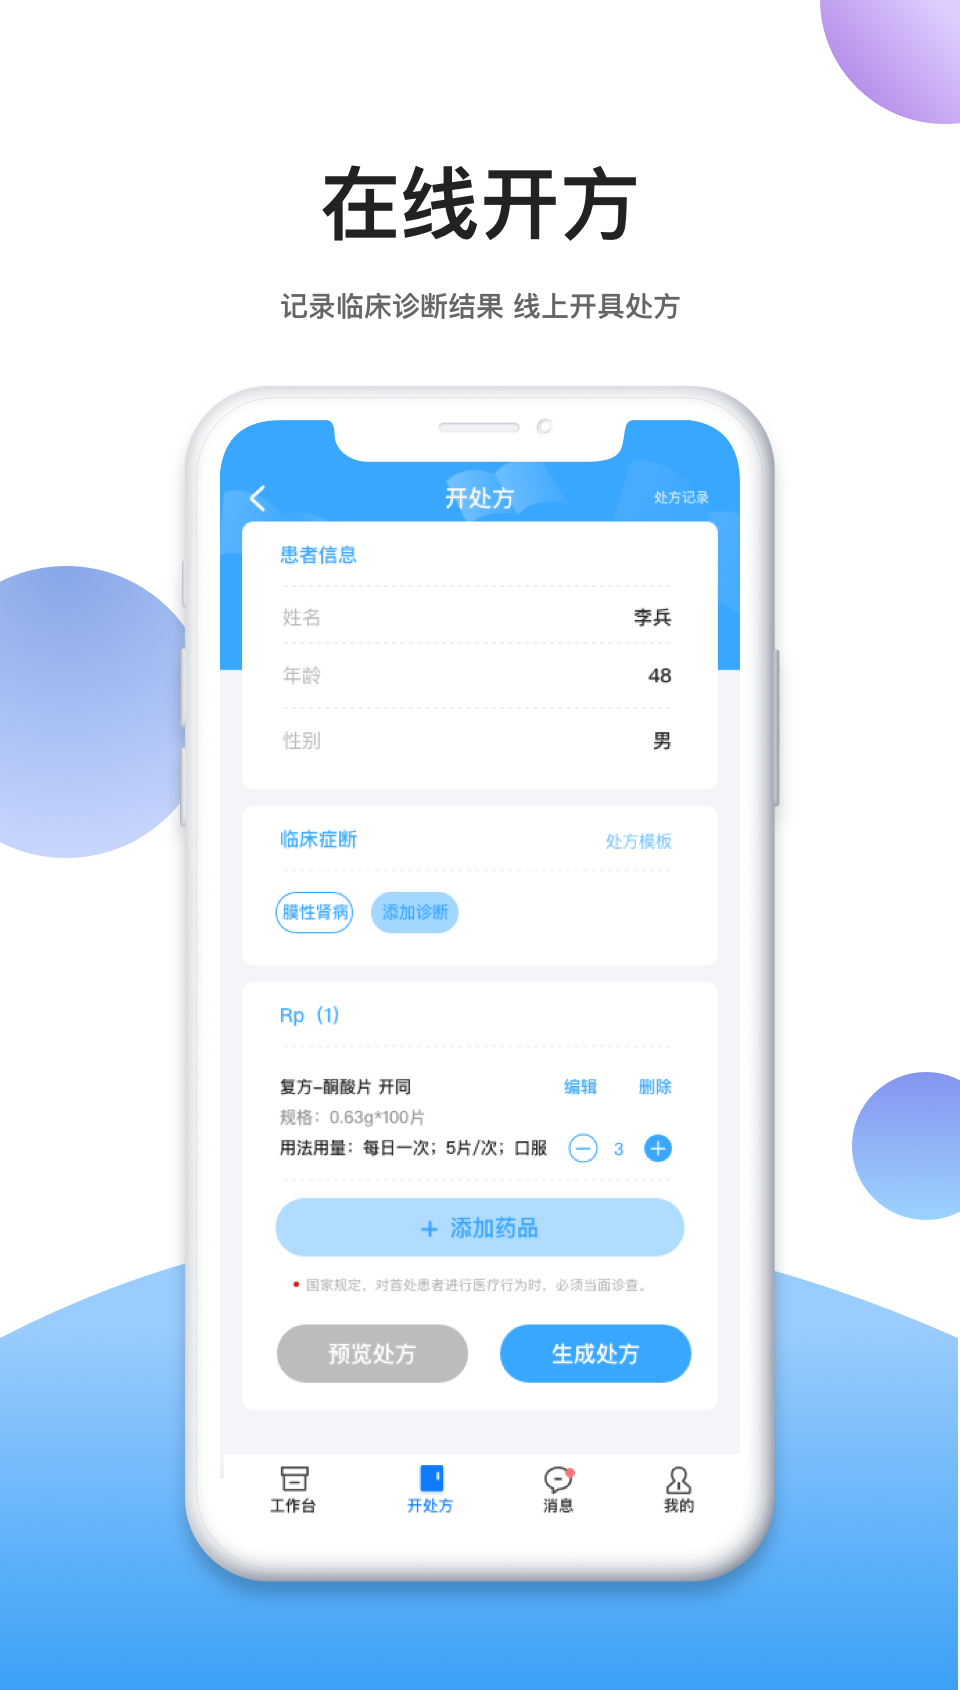 在线开方
记录临床诊断结果 线上开具处方
开处方
处方记录
患者信息
姓名 李兵
年龄 48
性别 男
临床症断 处方模板
膜性肾病 添加诊断
Rp（1）
复方-酮酸片 开同 编辑 删除
规格：0.63g*100片
用法用量：每日一次；5片/次；口服 3
+ 添加药品
国家规定，对首处患者进行医疗行为时，必须当面诊查。
预览处方 生成处方
工作台 开处方 消息 我的